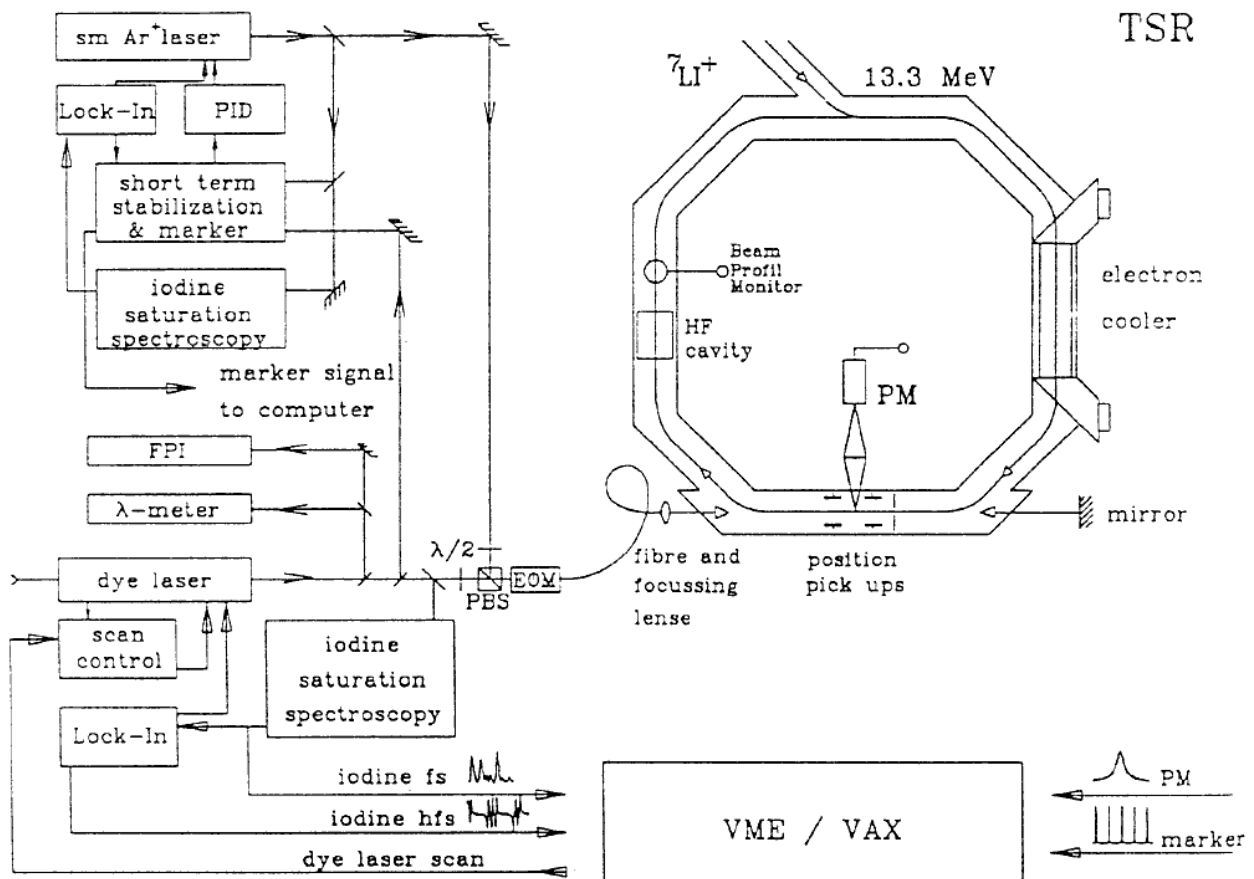 TSR
sm Ar⁺laser
⁷LI⁺
13.3 MeV
Lock-In
PID
short term
stabilization
& marker
iodine
saturation
spectroscopy
Beam
Profil
Monitor
HF
cavity
electron
cooler
marker signal
to computer
PM
FPI
λ-meter
mirror
λ/2
dye laser
EOM
PBS
fibre and
focussing
lense
position
pick ups
scan
control
iodine
saturation
spectroscopy
Lock-In
iodine fs
iodine hfs
dye laser scan
VME / VAX
PM
marker